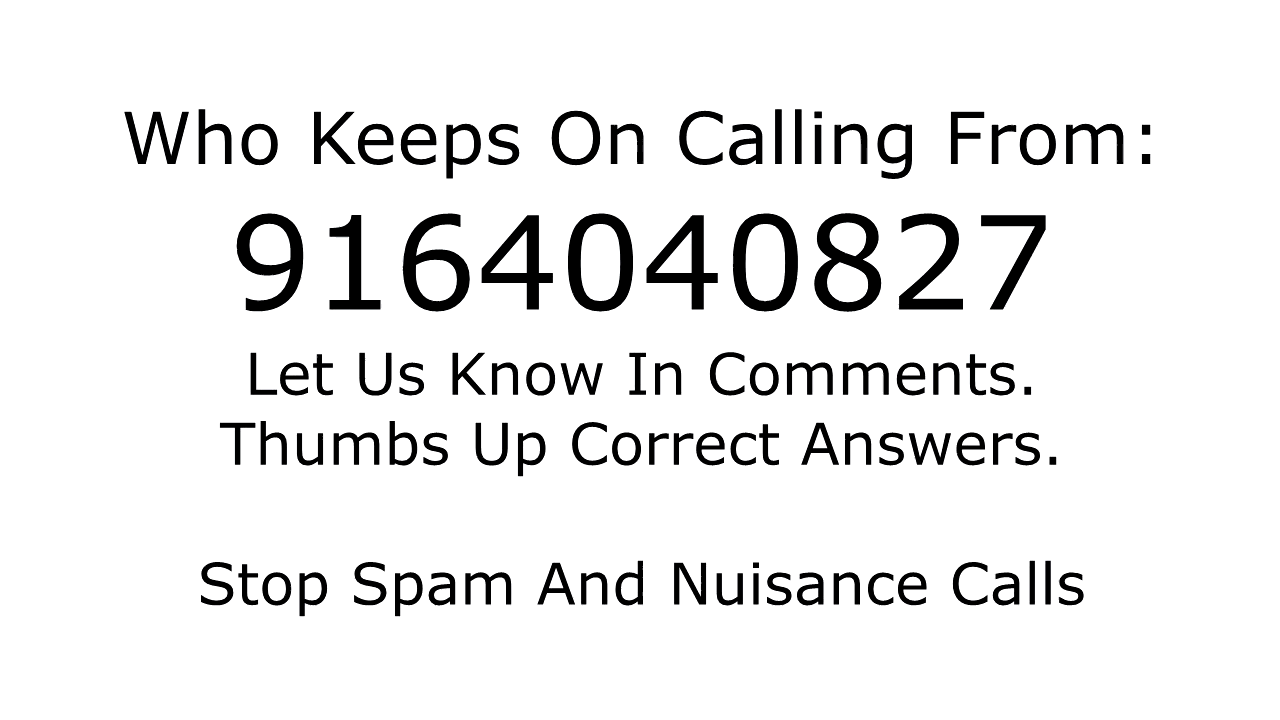 Who Keeps On Calling From:
9164040827
Let Us Know In Comments.
Thumbs Up Correct Answers.
Stop Spam And Nuisance Calls